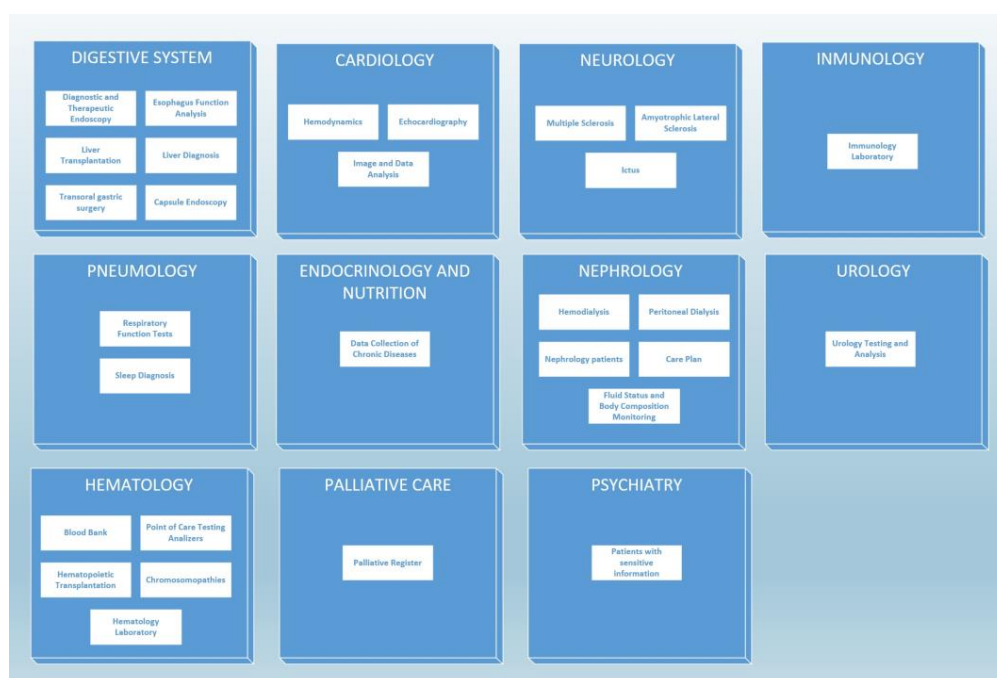 DIGESTIVE SYSTEM
Diagnostic and
Therapeutic
Endoscopy
Esophagus Function
Analysis
Liver
Transplantation
Liver Diagnosis
Transoral gastric
surgery
Capsule Endoscopy
CARDIOLOGY
Hemodynamics
Echocardiography
Image and Data
Analysis
NEUROLOGY
Multiple Sclerosis
Amyotrophic Lateral
Sclerosis
Ictus
INMUNOLOGY
Immunology
Laboratory
PNEUMOLOGY
Respiratory
Function Tests
Sleep Diagnosis
ENDOCRINOLOGY AND
NUTRITION
Data Collection of
Chronic Diseases
NEPHROLOGY
Hemodialysis
Peritoneal Dialysis
Nephrology patients
Care Plan
Fluid Status and
Body Composition
Monitoring
UROLOGY
Urology Testing and
Analysis
HEMATOLOGY
Blood Bank
Point of Care Testing
Analizers
Hematopoietic
Transplantation
Chromosomopathies
Hematology
Laboratory
PALLIATIVE CARE
Palliative Register
PSYCHIATRY
Patients with
sensitive
information